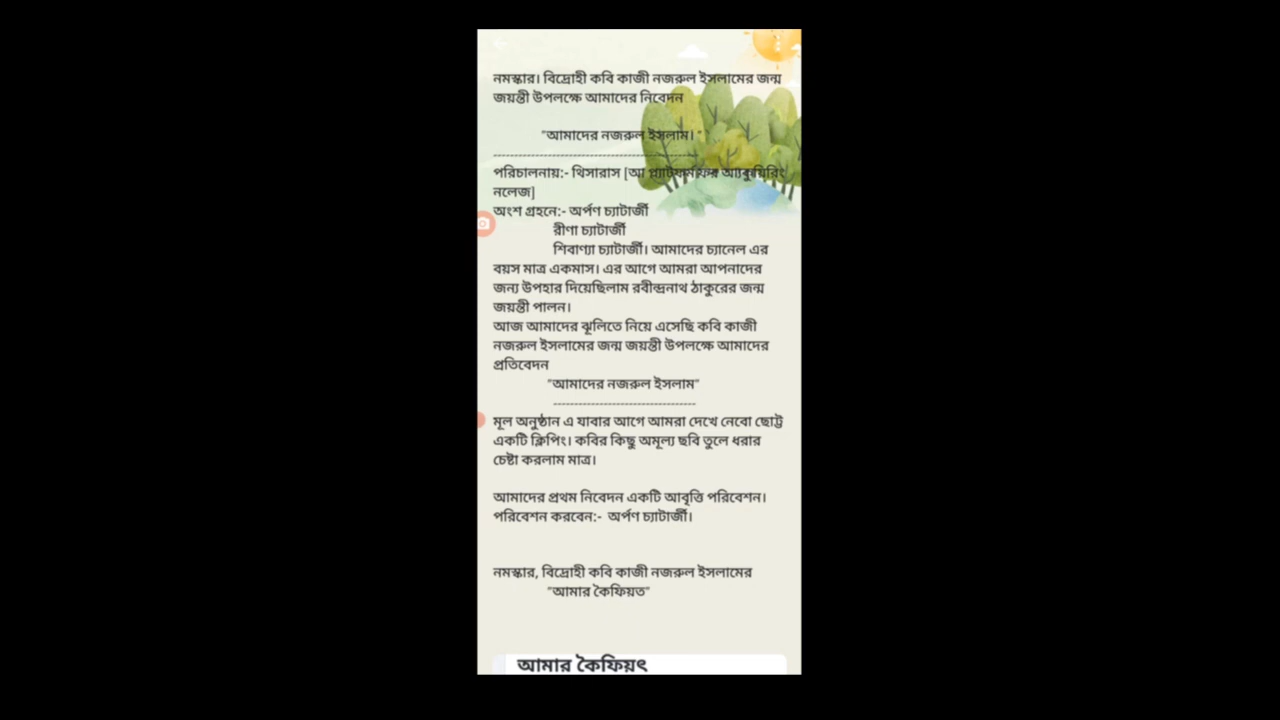 নমস্কার। বিদ্রোহী কবি কাজী নজরুল ইসলামের জন্ম
জয়ন্তী উপলক্ষে আমাদের নিবেদন
"আমাদের নজরুল ইসলাম। "
------------------------------------------------
পরিচালনায়:- থিসারাস [আ প্ল্যাটফর্ম ফর অ্যাকুয়িরিং
নলেজ]
অংশ গ্রহনে:- অর্পণ চ্যাটার্জী
রীণা চ্যাটার্জী
শিবাণ্যা চ্যাটার্জী। আমাদের চ্যানেল এর
বয়স মাত্র একমাস। এর আগে আমরা আপনাদের
জন্য উপহার দিয়েছিলাম রবীন্দ্রনাথ ঠাকুরের জন্ম
জয়ন্তী পালন।
আজ আমাদের ঝুলিতে নিয়ে এসেছি কবি কাজী
নজরুল ইসলামের জন্ম জয়ন্তী উপলক্ষে আমাদের
প্রতিবেদন
"আমাদের নজরুল ইসলাম"
----------------------------------
মূল অনুষ্ঠান এ যাবার আগে আমরা দেখে নেবো ছোট্ট
একটি ক্লিপিং। কবির কিছু অমূল্য ছবি তুলে ধরার
চেষ্টা করলাম মাত্র।
আমাদের প্রথম নিবেদন একটি আবৃত্তি পরিবেশন।
পরিবেশন করবেন:- অর্পণ চ্যাটার্জী।
নমস্কার, বিদ্রোহী কবি কাজী নজরুল ইসলামের
"আমার কৈফিয়ত"
আমার কৈফিয়ৎ